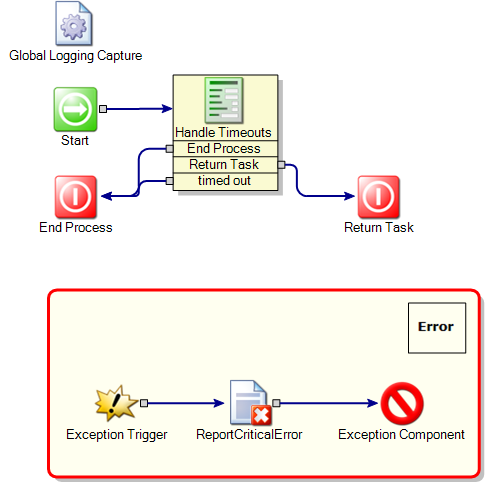 Global Logging Capture
Start
Handle Timeouts
End Process
Return Task
timed out
End Process
Return Task
Error
Exception Trigger
ReportCriticalError
Exception Component